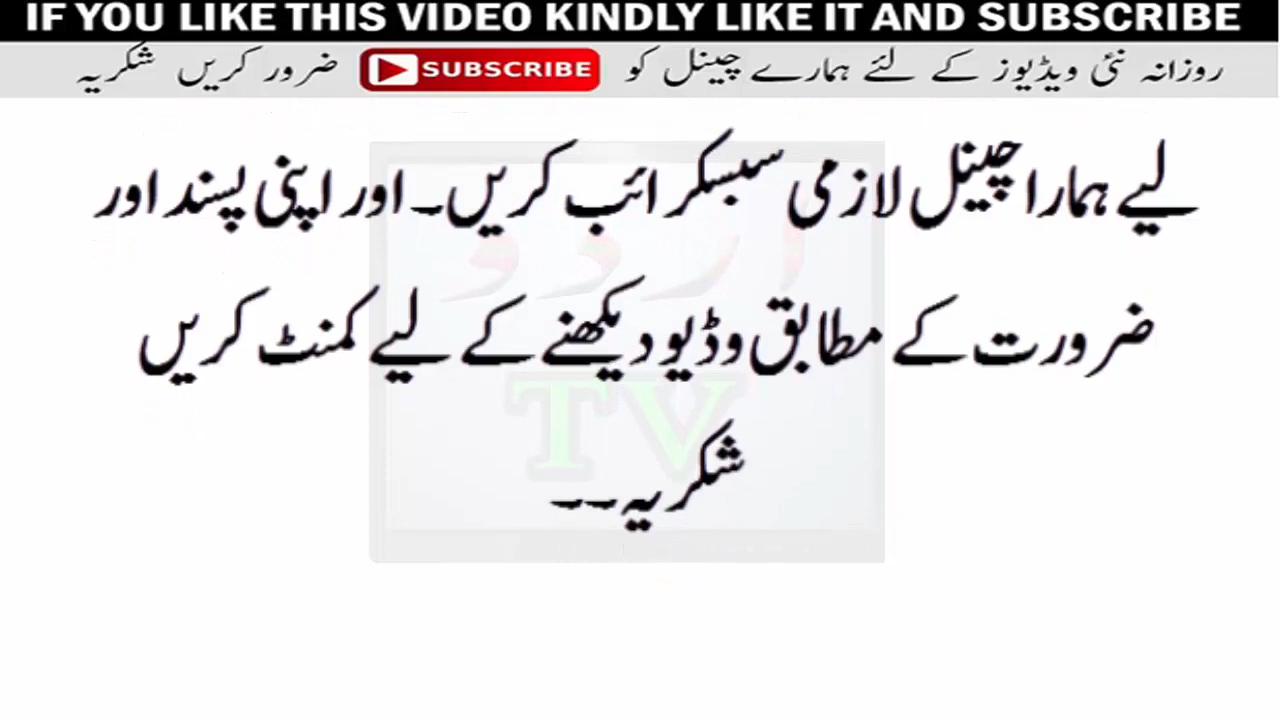 IF YOU LIKE THIS VIDEO KINDLY LIKE IT AND SUBSCRIBE
روزانہ نئی ویڈیوز کے لئے ہمارے چینل کو SUBSCRIBE ضرور کریں شکریہ
لیے ہمارا چینل لازمی سبسکرائب کریں۔ اور اپنی پسند اور
ضرورت کے مطابق وڈیو دیکھنے کے لیے کمنٹ کریں
شکریہ۔۔
اردو
TV